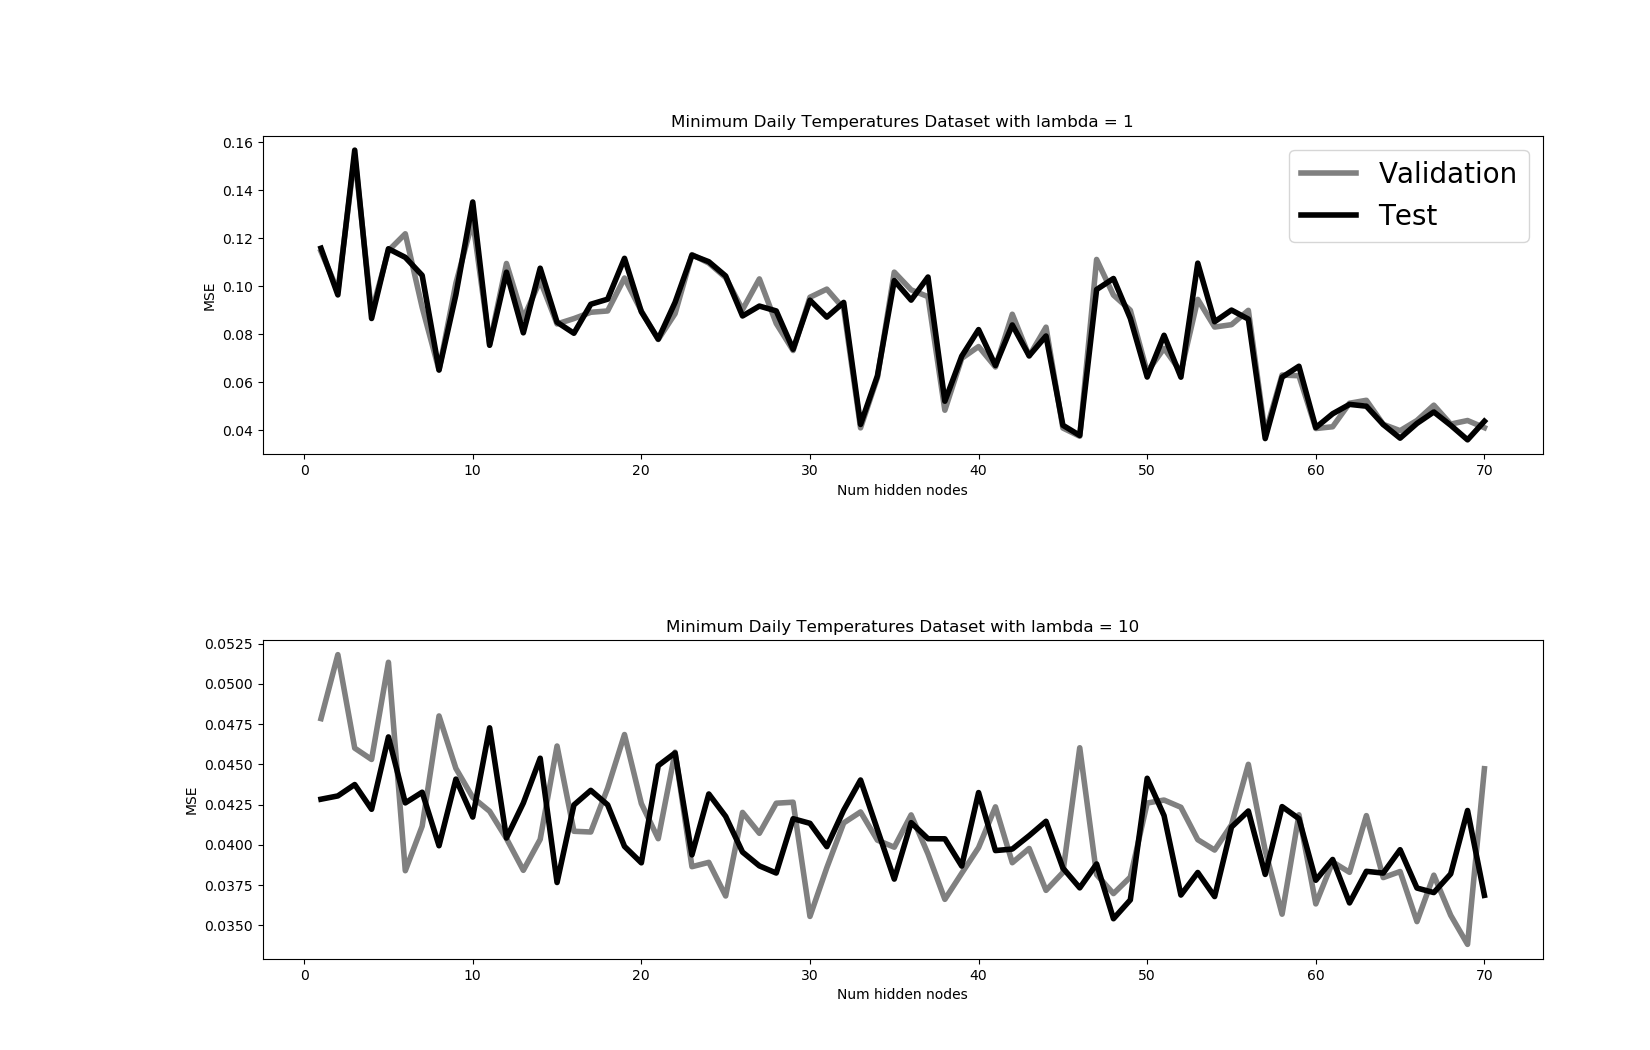 Minimum Daily Temperatures Dataset with lambda = 1
0.16
0.14
0.12
0.10
0.08
0.06
0.04
MSE
Validation
Test
0 10 20 30 40 50 60 70
Num hidden nodes
Minimum Daily Temperatures Dataset with lambda = 10
0.0525
0.0500
0.0475
0.0450
0.0425
0.0400
0.0375
0.0350
MSE
0 10 20 30 40 50 60 70
Num hidden nodes